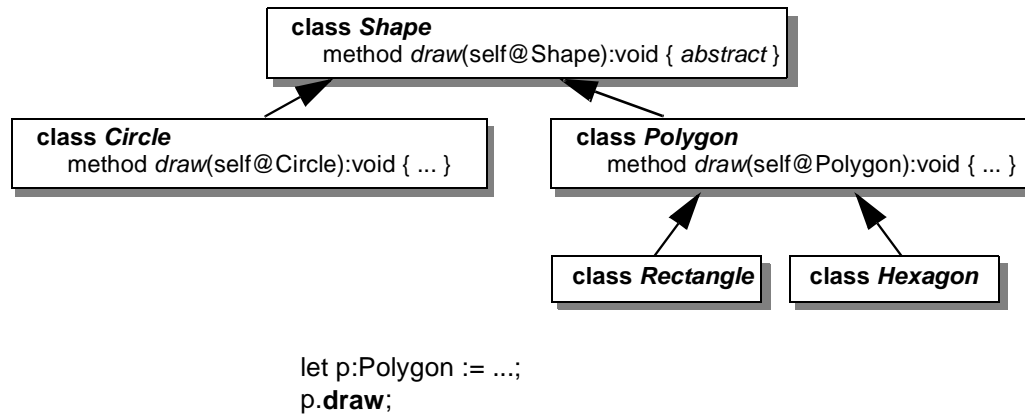 class Shape
method draw(self@Shape):void { abstract }
class Circle
method draw(self@Circle):void { ... }
class Polygon
method draw(self@Polygon):void { ... }
class Rectangle
class Hexagon
let p:Polygon := ...;
p.draw;